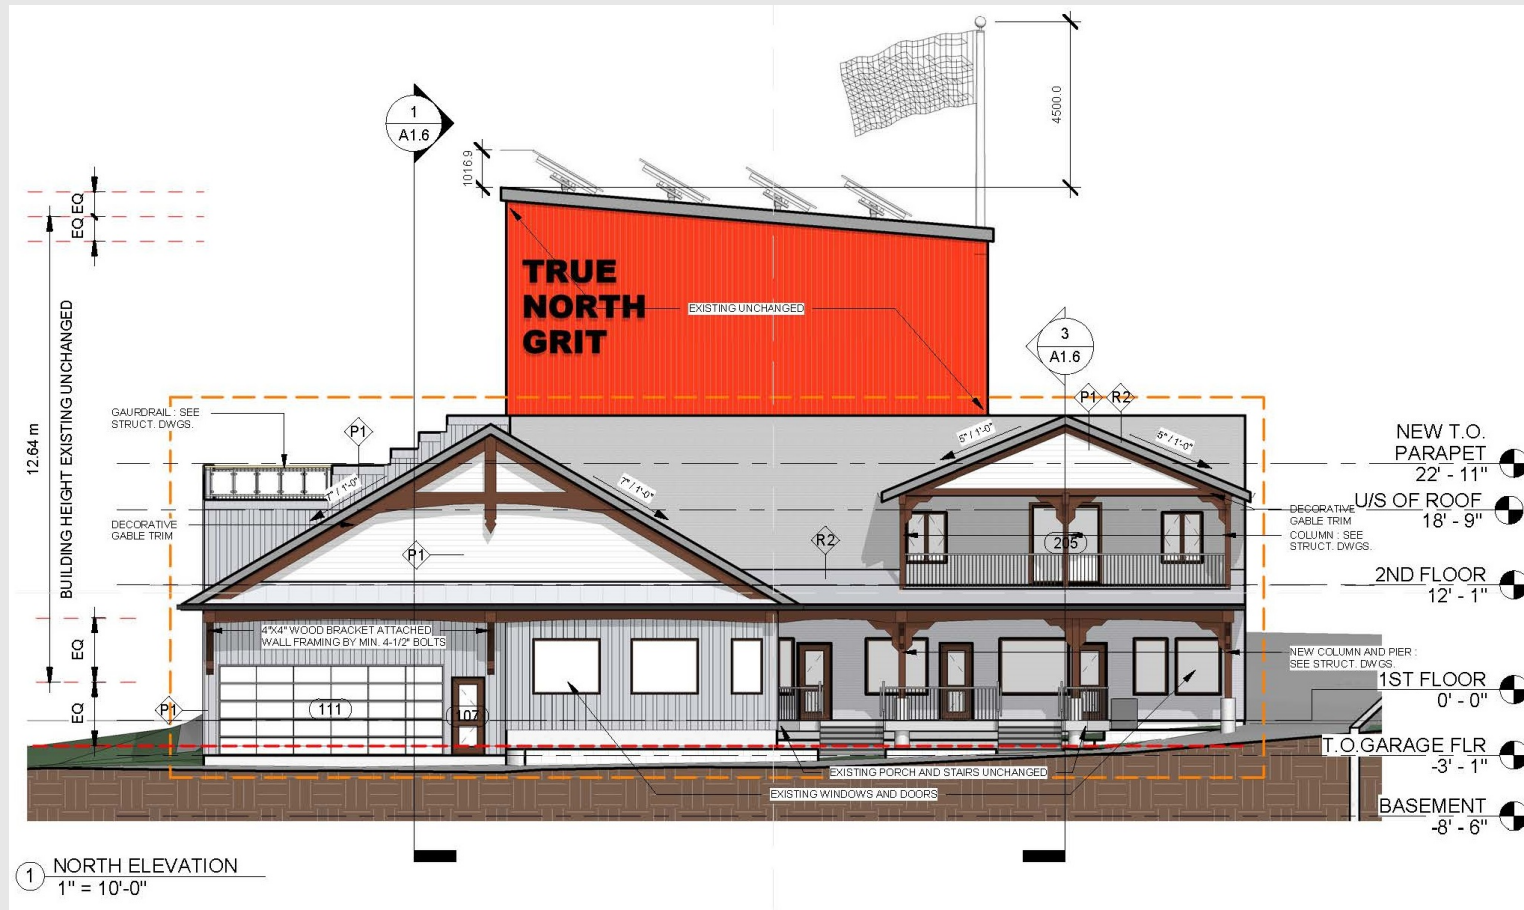 1
A1.6
1016.9
4500.0
EQ EQ
TRUE
NORTH
GRIT
EXISTING UNCHANGED
3
A1.6
12.64 m
BUILDING HEIGHT EXISTING UNCHANGED
GAURDRAIL : SEE
STRUCT. DWGS.
P1
P1
R2
5" / 1'-0"
5" / 1'-0"
7" / 1'-0"
7" / 1'-0"
NEW T.O.
PARAPET
22' - 11"
U/S OF ROOF
18' - 9"
DECORATIVE
GABLE TRIM
COLUMN : SEE
STRUCT. DWGS.
DECORATIVE
GABLE TRIM
P1
R2
205
2ND FLOOR
12' - 1"
EQ
4"X4" WOOD BRACKET ATTACHED
WALL FRAMING BY MIN. 4-1/2" BOLTS
NEW COLUMN AND PIER :
SEE STRUCT. DWGS.
1ST FLOOR
0' - 0"
EQ
P1
111
107
T.O.GARAGE FLR
-3' - 1"
EXISTING PORCH AND STAIRS UNCHANGED
EXISTING WINDOWS AND DOORS
BASEMENT
-8' - 6"
1
NORTH ELEVATION
1" = 10'-0"